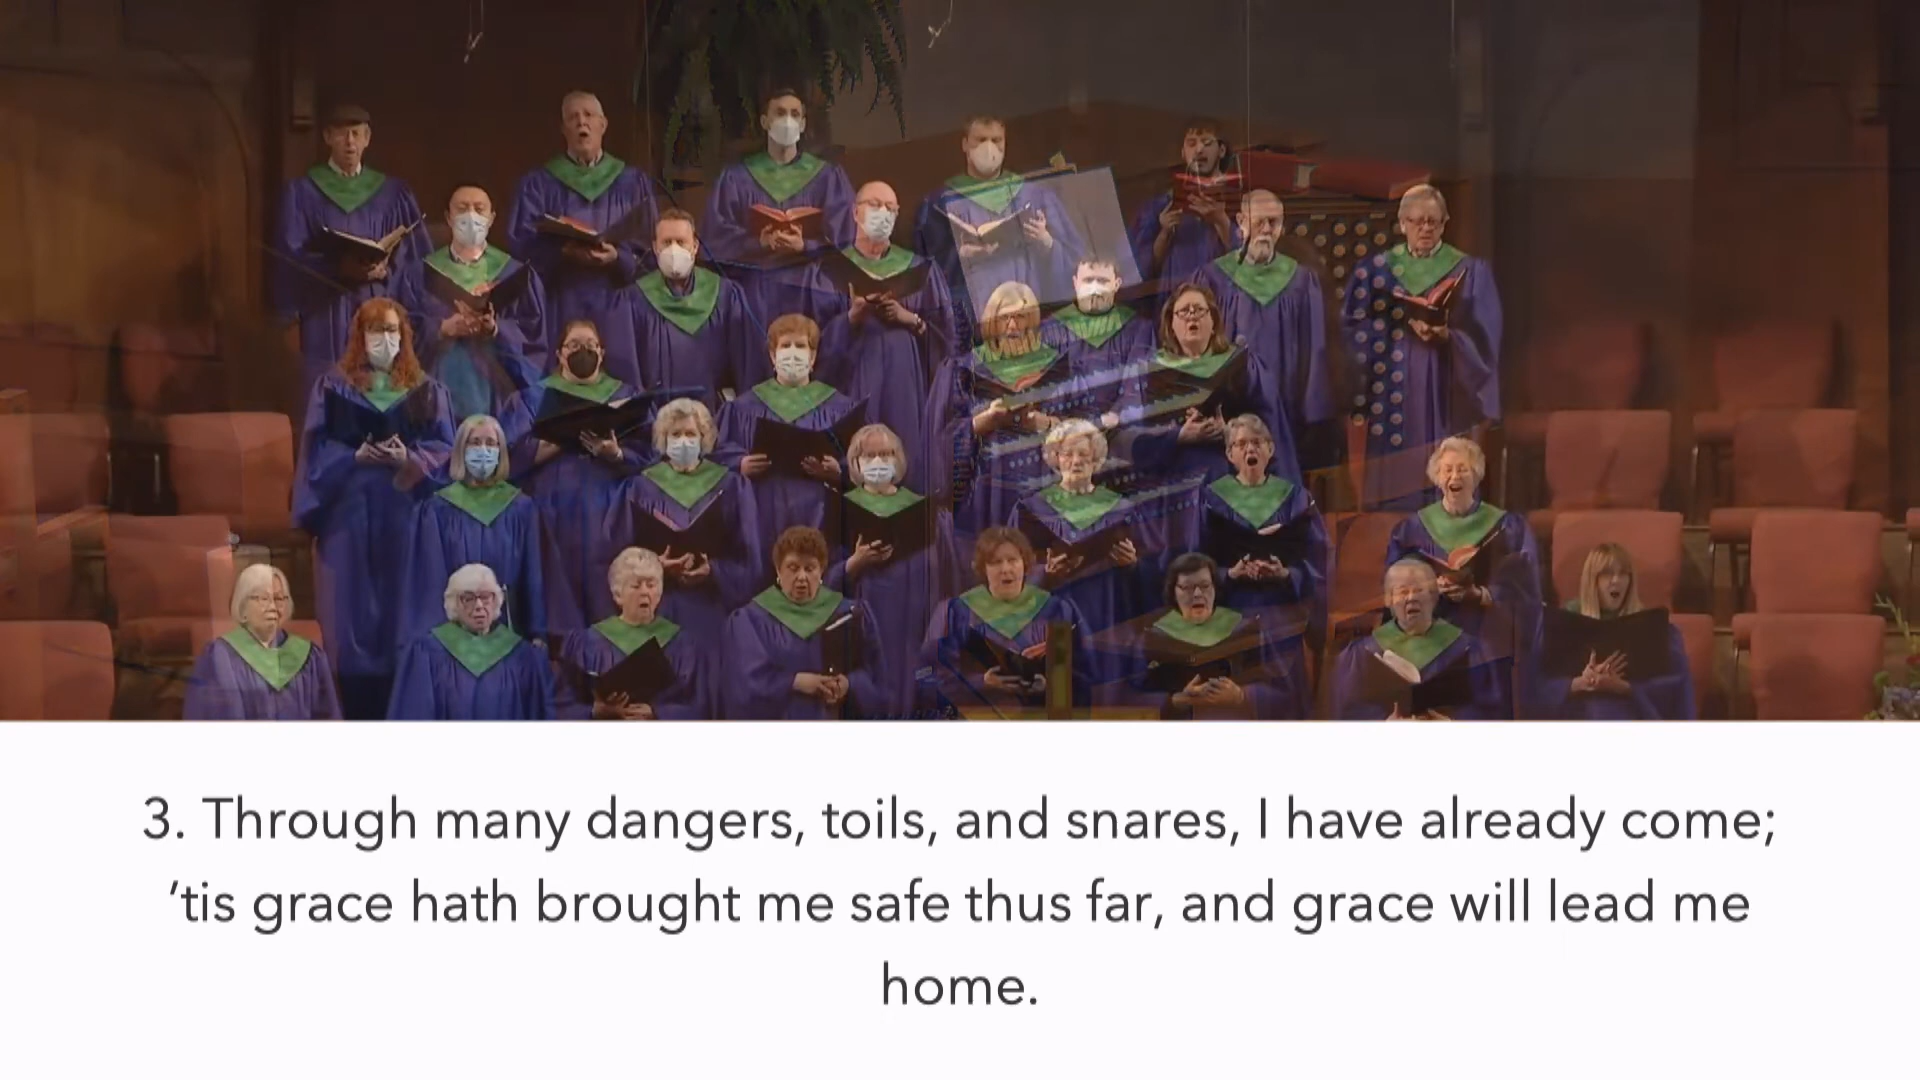 3. Through many dangers, toils, and snares, I have already come;
’tis grace hath brought me safe thus far, and grace will lead me
home.